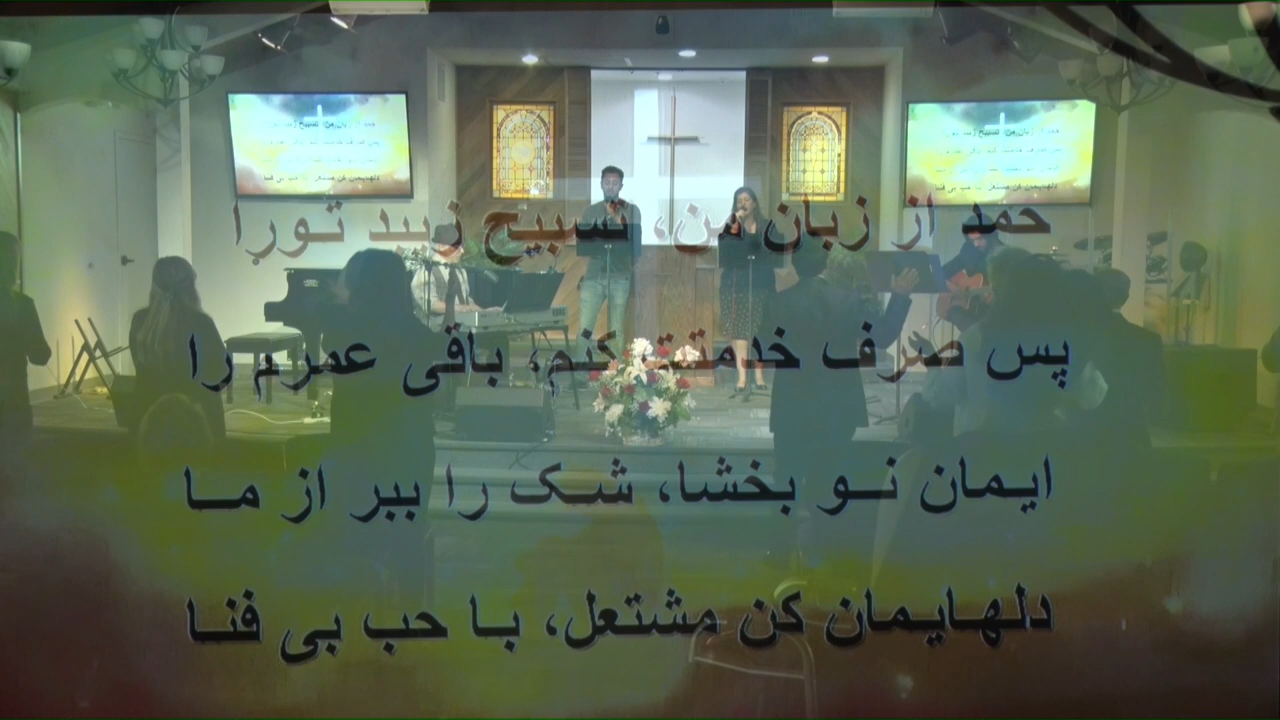 حمد از زبان من، تسبیح زیبد تورا
پس صرف خدمتت کنم، باقی عمرم را
ایمان نو بخشا، شک را ببر از ما
دلهایمان کن مشتعل، با حب بی فنا